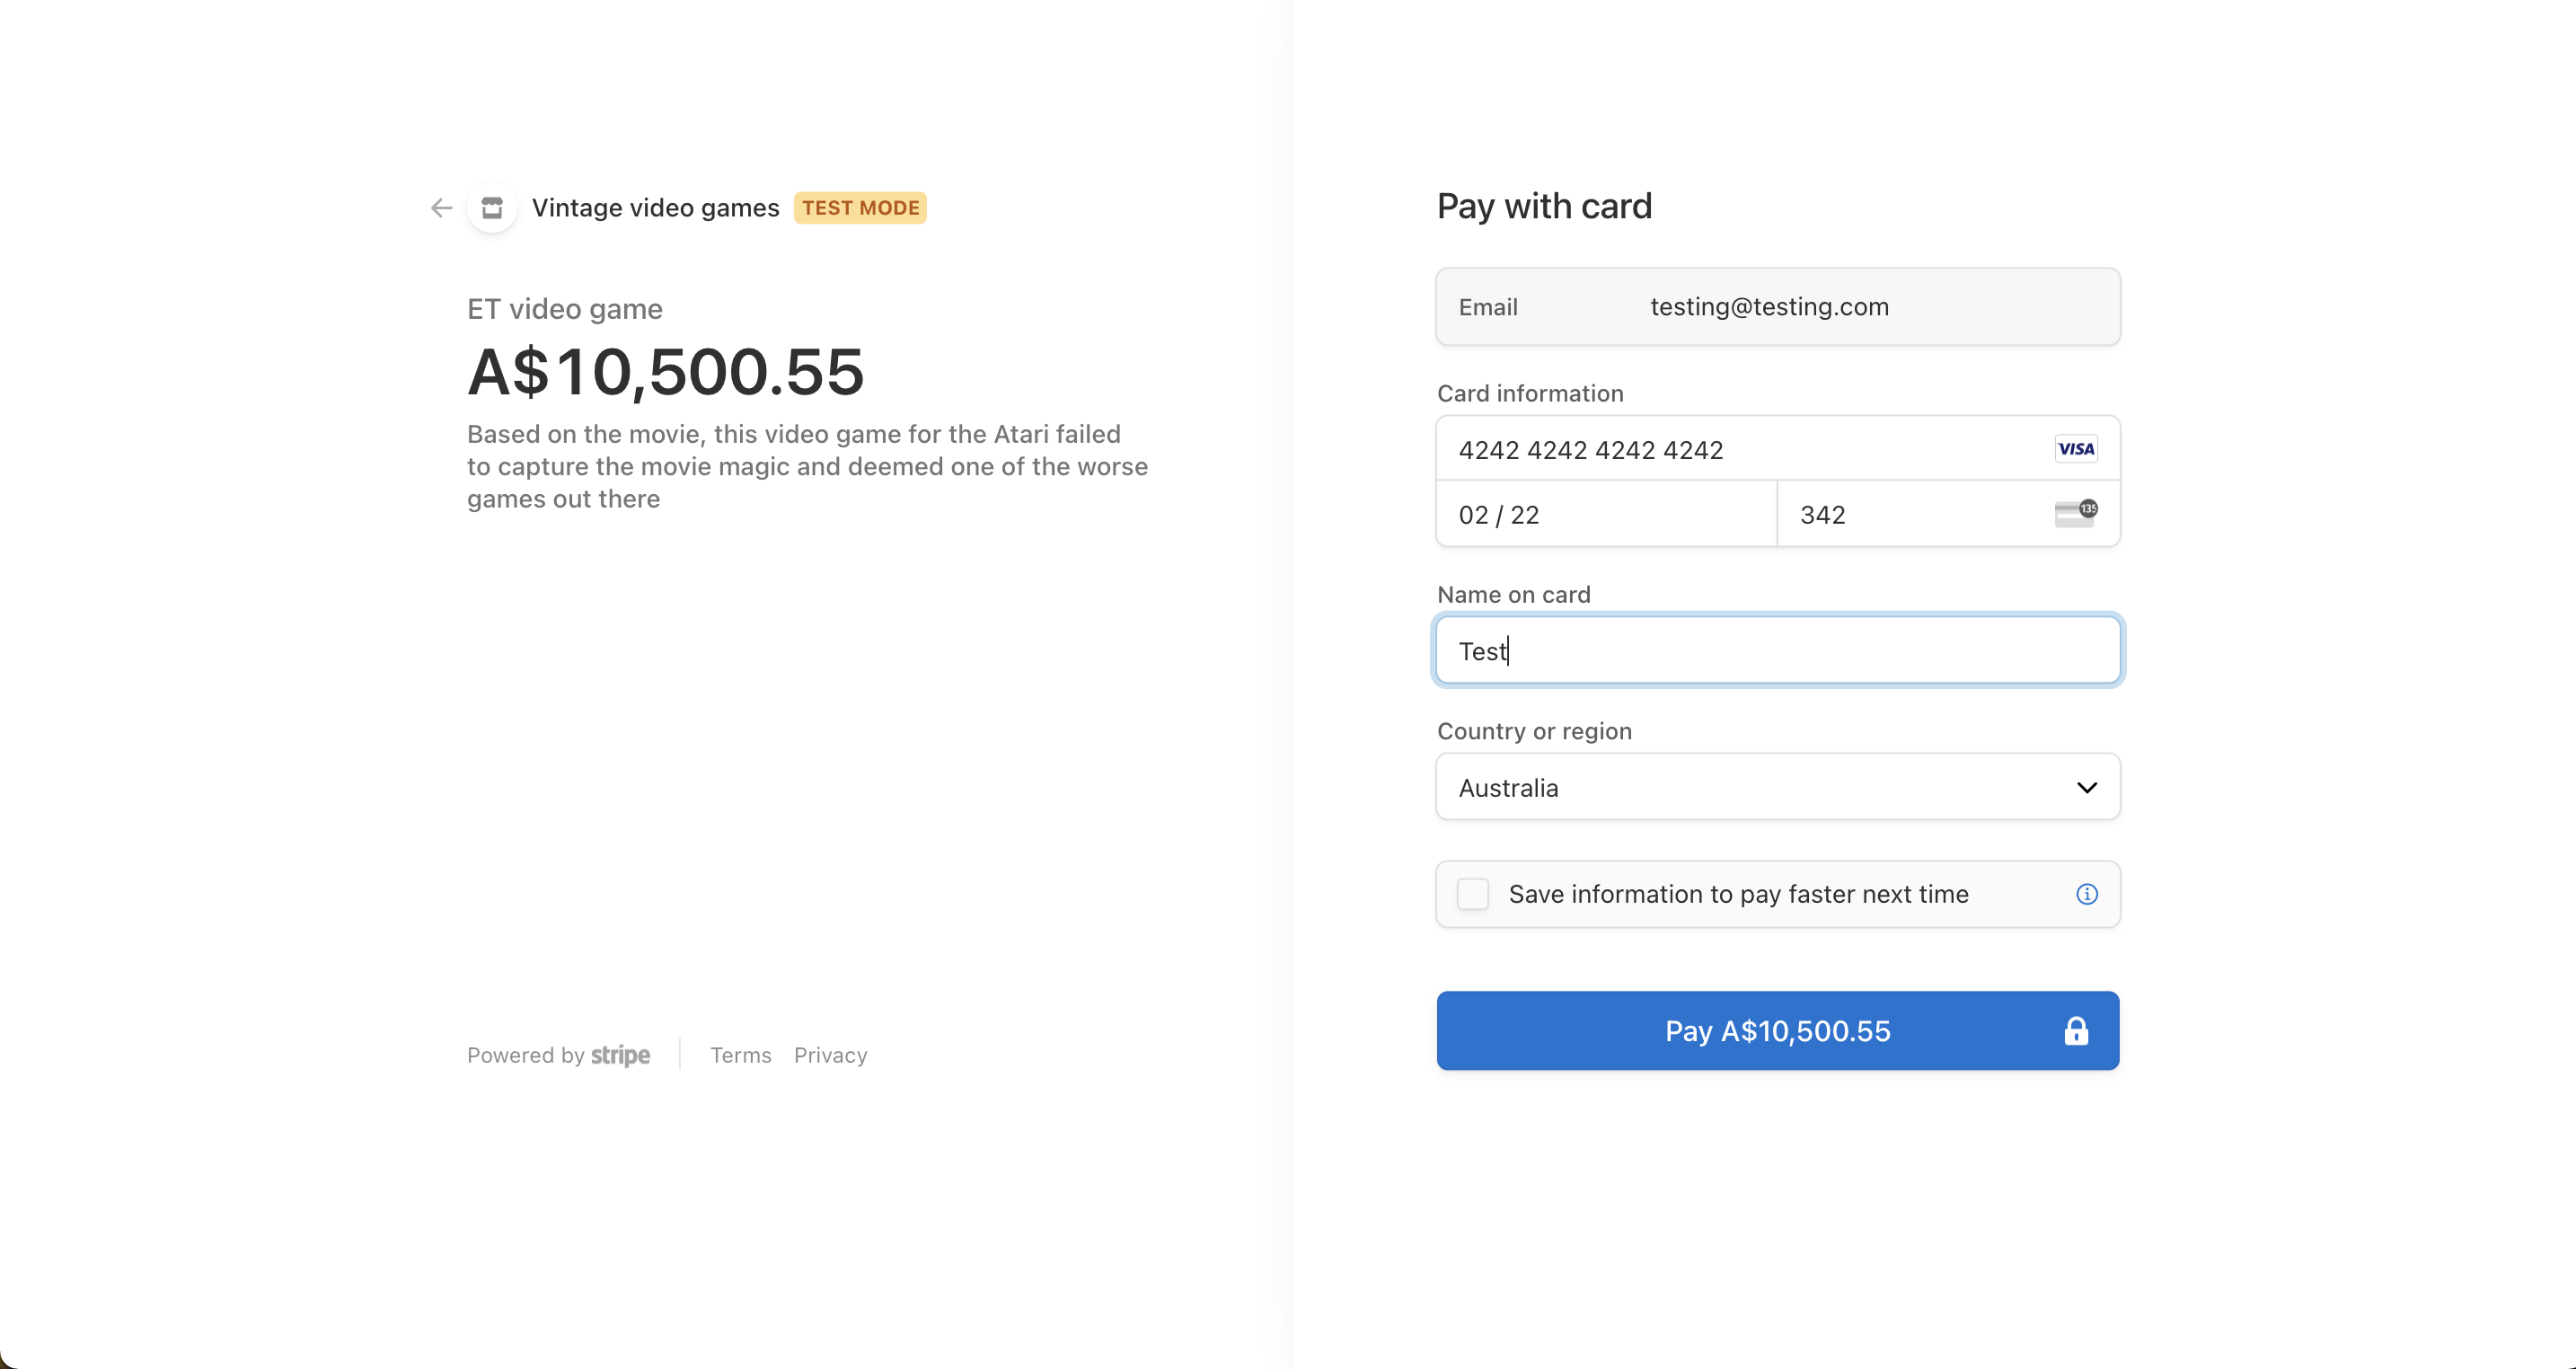 Vintage video games TEST MODE
ET video game
A$10,500.55
Based on the movie, this video game for the Atari failed
to capture the movie magic and deemed one of the worse
games out there
Powered by stripe
Terms Privacy
Pay with card
Email testing@testing.com
Card information
4242 4242 4242 4242 VISA
02 / 22 342 135
Name on card
Test
Country or region
Australia
Save information to pay faster next time
Pay A$10,500.55